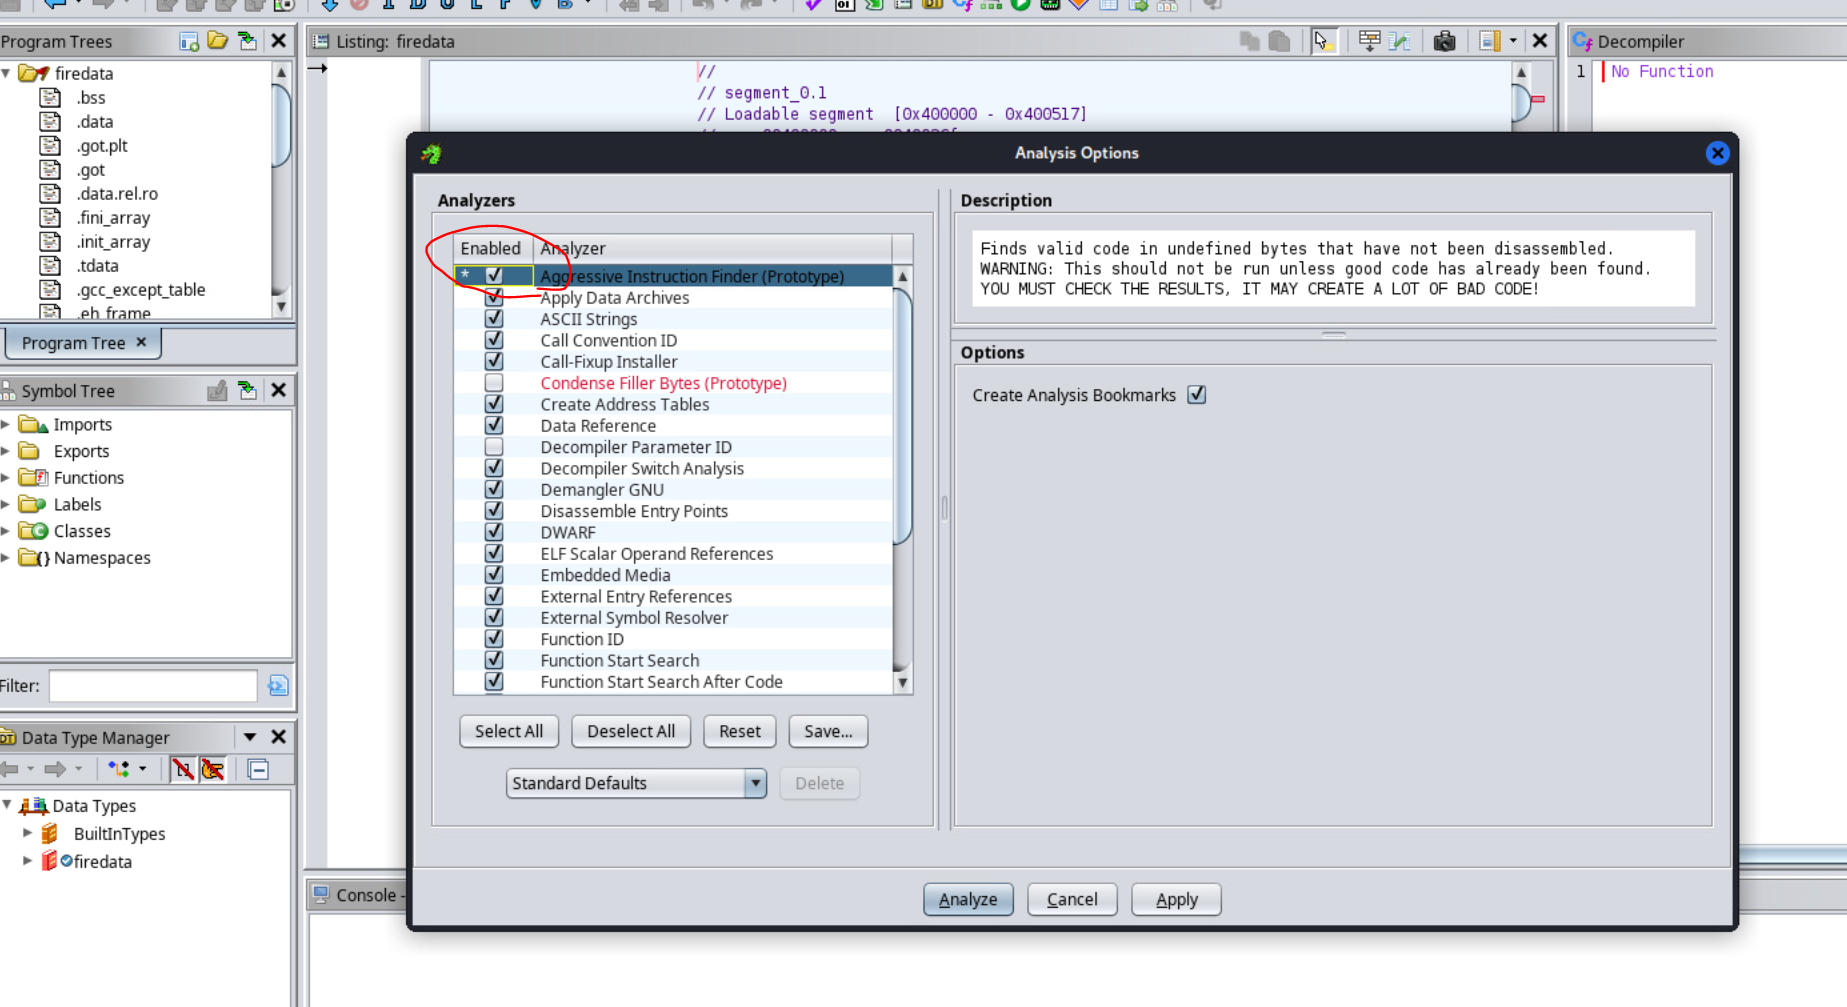 Program Trees
firedata
.bss
.data
.got.plt
.got
.data.rel.ro
.fini_array
.init_array
.tdata
.gcc_except_table
.eh_frame
Program Tree ×
Symbol Tree
Imports
Exports
Functions
Labels
Classes
Namespaces
Filter:
Data Type Manager
Data Types
BuiltInTypes
firedata
Listing: firedata
//
// segment_0.1
// Loadable segment [0x400000 - 0x400517]
Decompiler
1 No Function
Analysis Options
Analyzers
Enabled Analyzer
* Aggressive Instruction Finder (Prototype)
Apply Data Archives
ASCII Strings
Call Convention ID
Call-Fixup Installer
Condense Filler Bytes (Prototype)
Create Address Tables
Data Reference
Decompiler Parameter ID
Decompiler Switch Analysis
Demangler GNU
Disassemble Entry Points
DWARF
ELF Scalar Operand References
Embedded Media
External Entry References
External Symbol Resolver
Function ID
Function Start Search
Function Start Search After Code
Select All Deselect All Reset Save...
Standard Defaults Delete
Description
Finds valid code in undefined bytes that have not been disassembled.
WARNING: This should not be run unless good code has already been found.
YOU MUST CHECK THE RESULTS, IT MAY CREATE A LOT OF BAD CODE!
Options
Create Analysis Bookmarks
Analyze Cancel Apply
Console -